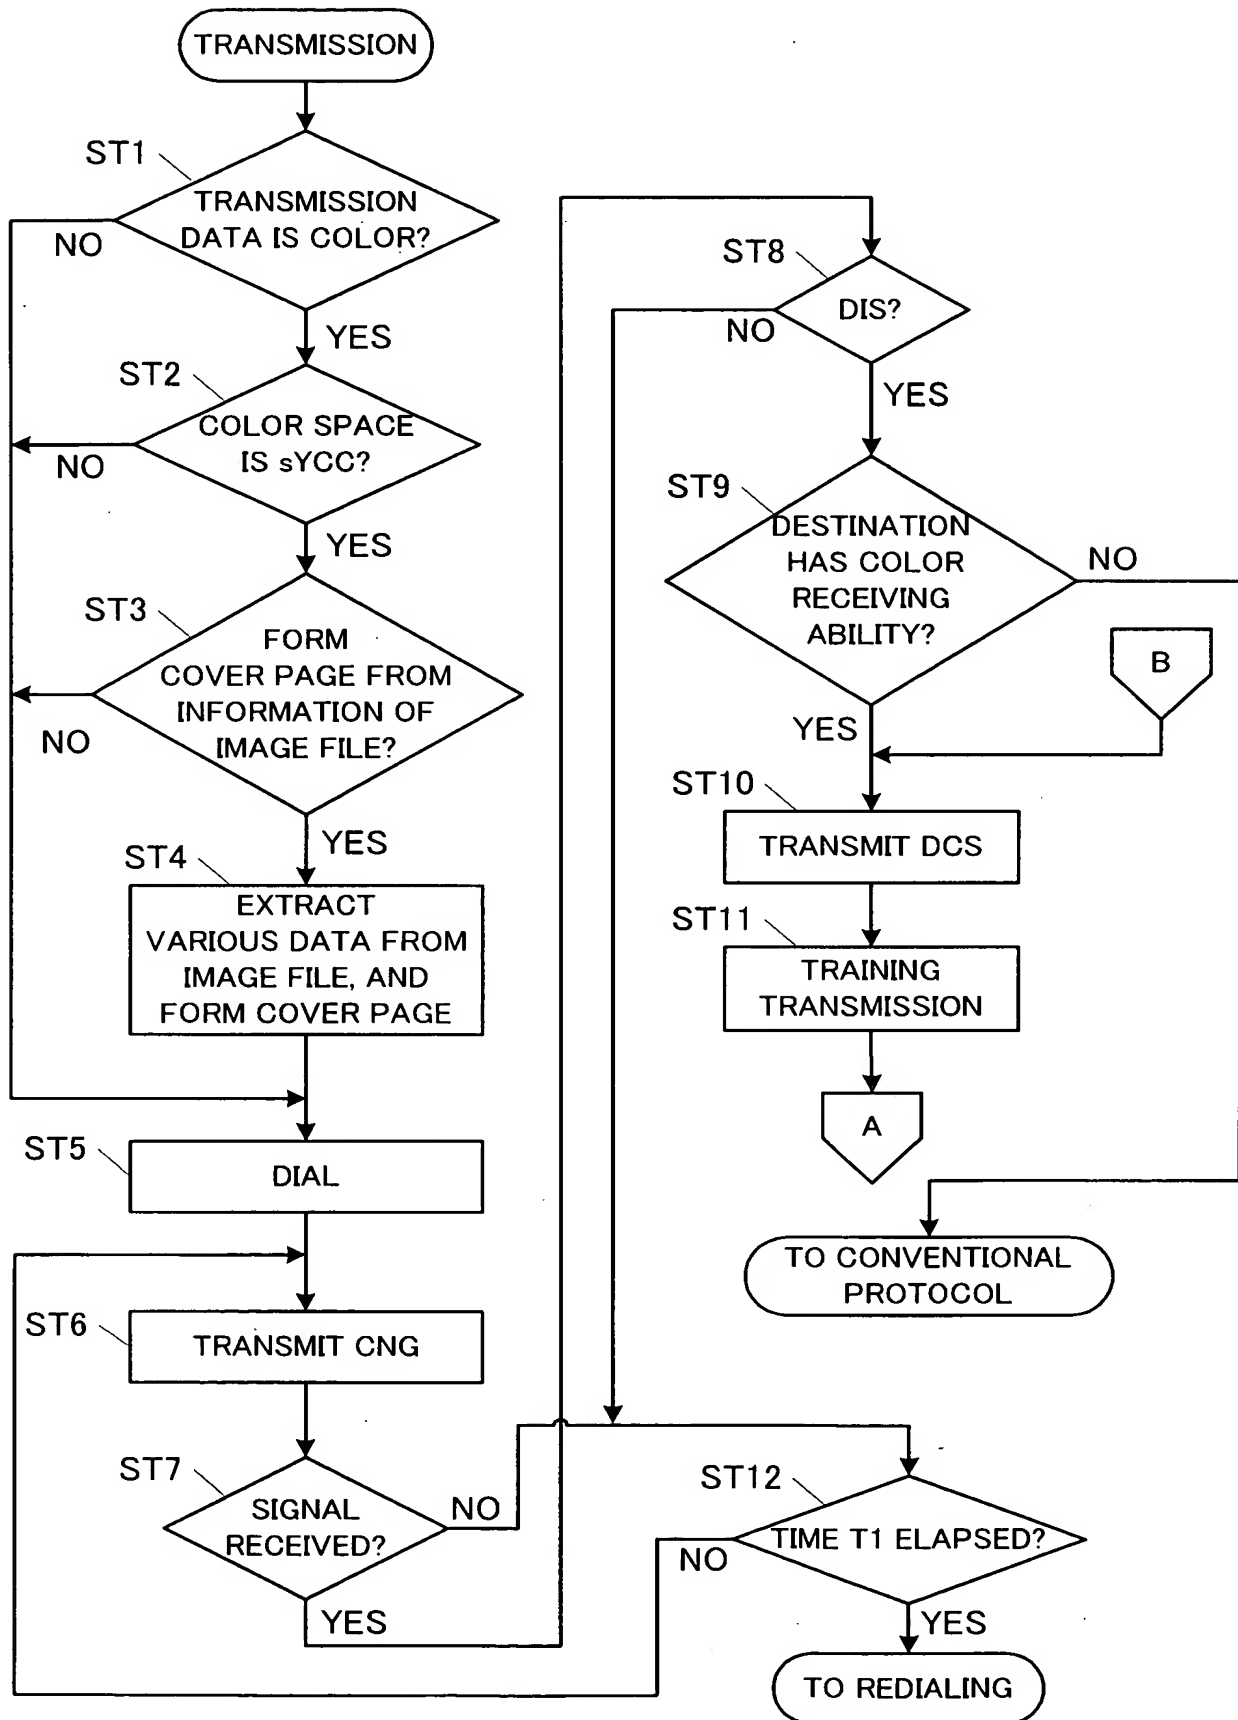 TRANSMISSION
ST1
TRANSMISSION
DATA IS COLOR?
NO
YES
ST2
COLOR SPACE
IS sYCC?
NO
YES
ST3
FORM
COVER PAGE FROM
INFORMATION OF
IMAGE FILE?
NO
YES
ST4
EXTRACT
VARIOUS DATA FROM
IMAGE FILE, AND
FORM COVER PAGE
ST5
DIAL
ST6
TRANSMIT CNG
ST7
SIGNAL
RECEIVED?
NO
YES
ST8
DIS?
NO
YES
ST9
DESTINATION
HAS COLOR
RECEIVING
ABILITY?
NO
YES
B
ST10
TRANSMIT DCS
ST11
TRAINING
TRANSMISSION
A
TO CONVENTIONAL
PROTOCOL
ST12
TIME T1 ELAPSED?
NO
YES
TO REDIALING